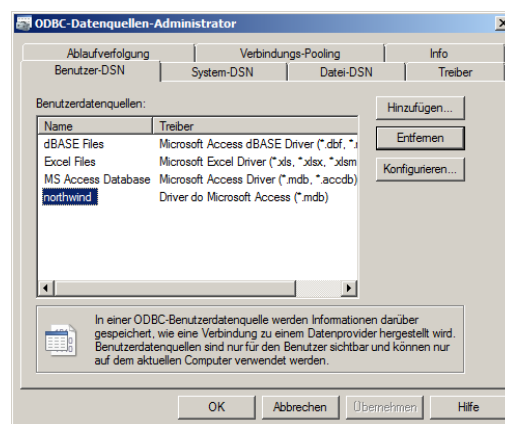 ODBC-Datenquellen-Administrator
Ablaufverfolgung Verbindungs-Pooling Info
Benutzer-DSN System-DSN Datei-DSN Treiber
Benutzerdatenquellen:
Hinzufügen...
Name Treiber
dBASE Files Microsoft Access dBASE Driver (*.dbf, *.
Entfernen
Excel Files Microsoft Excel Driver (*.xls, *.xlsx, *.xlsm
Konfigurieren...
MS Access Database Microsoft Access Driver (*.mdb, *.accdb)
northwind Driver do Microsoft Access (*.mdb)
In einer ODBC-Benutzerdatenquelle werden Informationen darüber
gespeichert, wie eine Verbindung zu einem Datenprovider hergestellt wird.
Benutzerdatenquellen sind nur für den Benutzer sichtbar und können nur
auf dem aktuellen Computer verwendet werden.
OK Abbrechen Übernehmen Hilfe